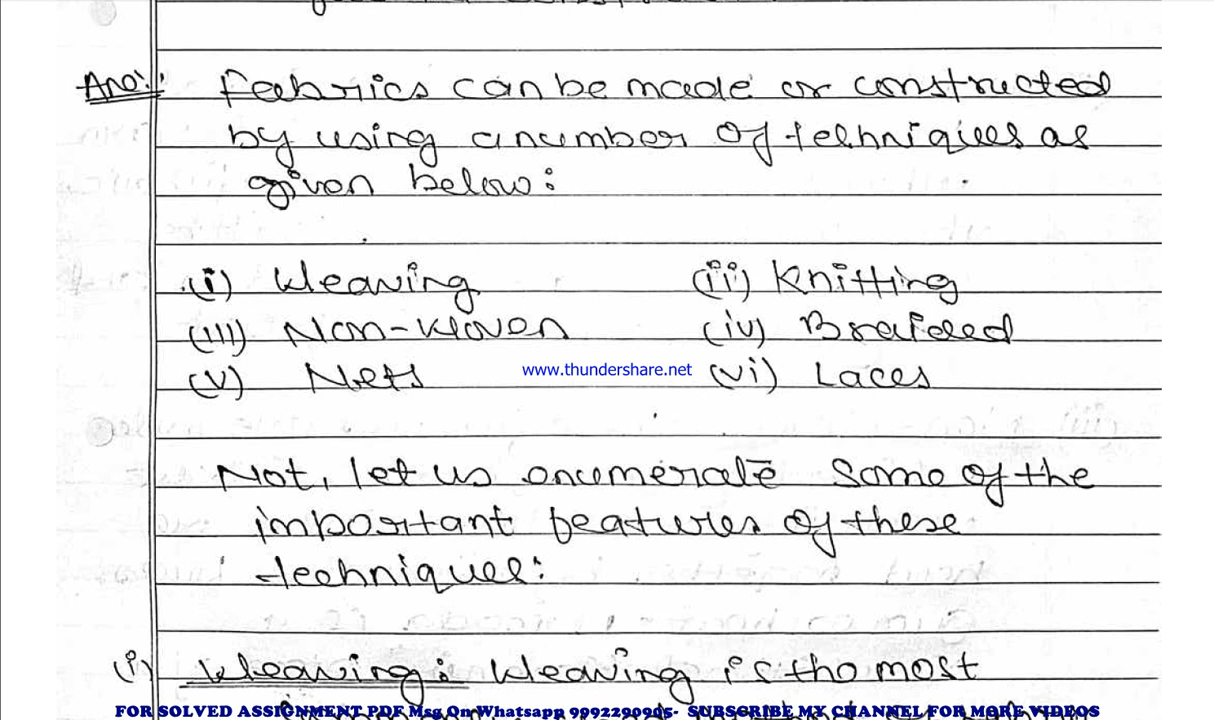 Ans:
Fabrics can be made or constructed
by using a number of techniques as
given below:
(i) Weaving (ii) Knitting
(iii) Non-woven (iv) Braided
(v) Nets (vi) Laces
www.thundershare.net
Not, let us enumerate some of the
important features of these
techniques:
(i) Weaving: Weaving is the most
FOR SOLVED ASSIGNMENT PDF Msg On Whatsapp 9992290905- SUBSCRIBE MY CHANNEL FOR MORE VIDEOS